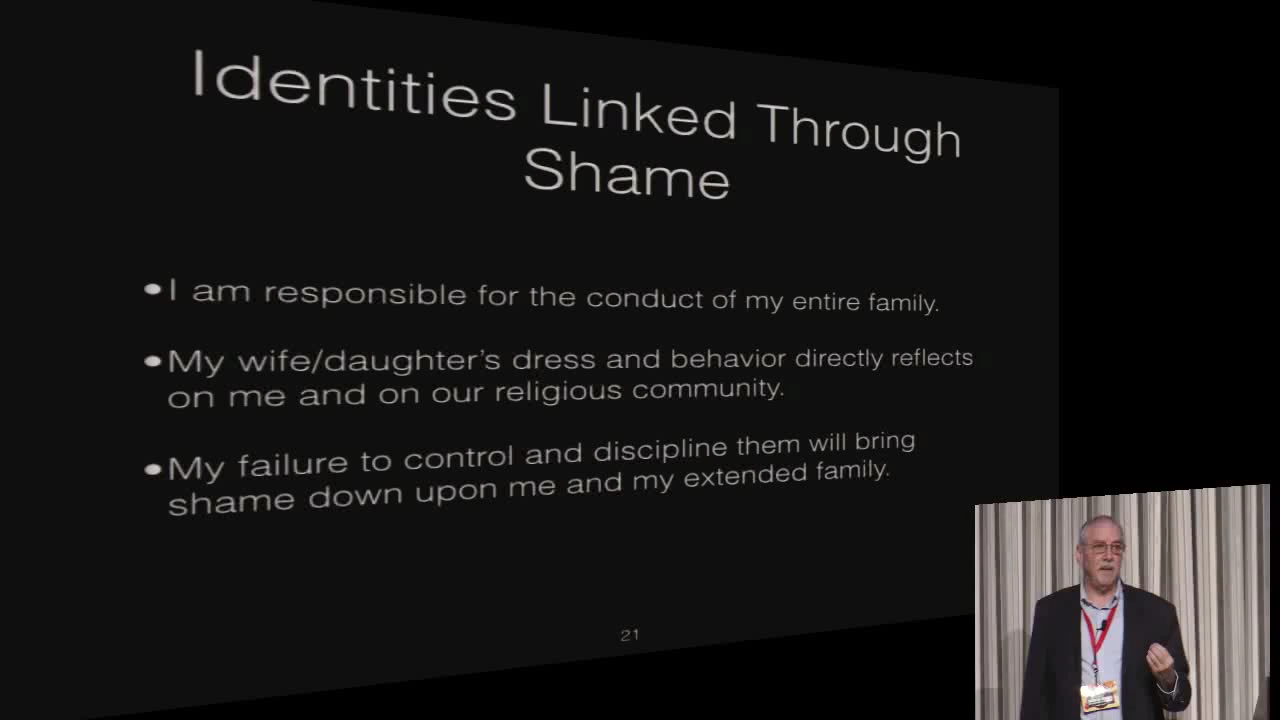 Identities Linked Through
Shame
•I am responsible for the conduct of my entire family.
•My wife/daughter’s dress and behavior directly reflects
on me and on our religious community.
•My failure to control and discipline them will bring
shame down upon me and my extended family.
21